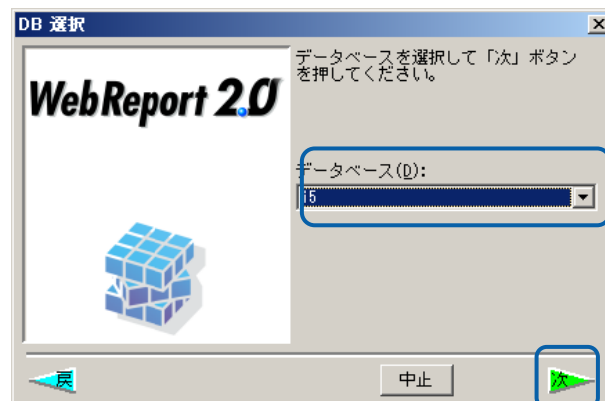 DB 選択
WebReport 2.0
データベースを選択して「次」ボタン
を押してください。
データベース(D):
i5
戻
中止
次